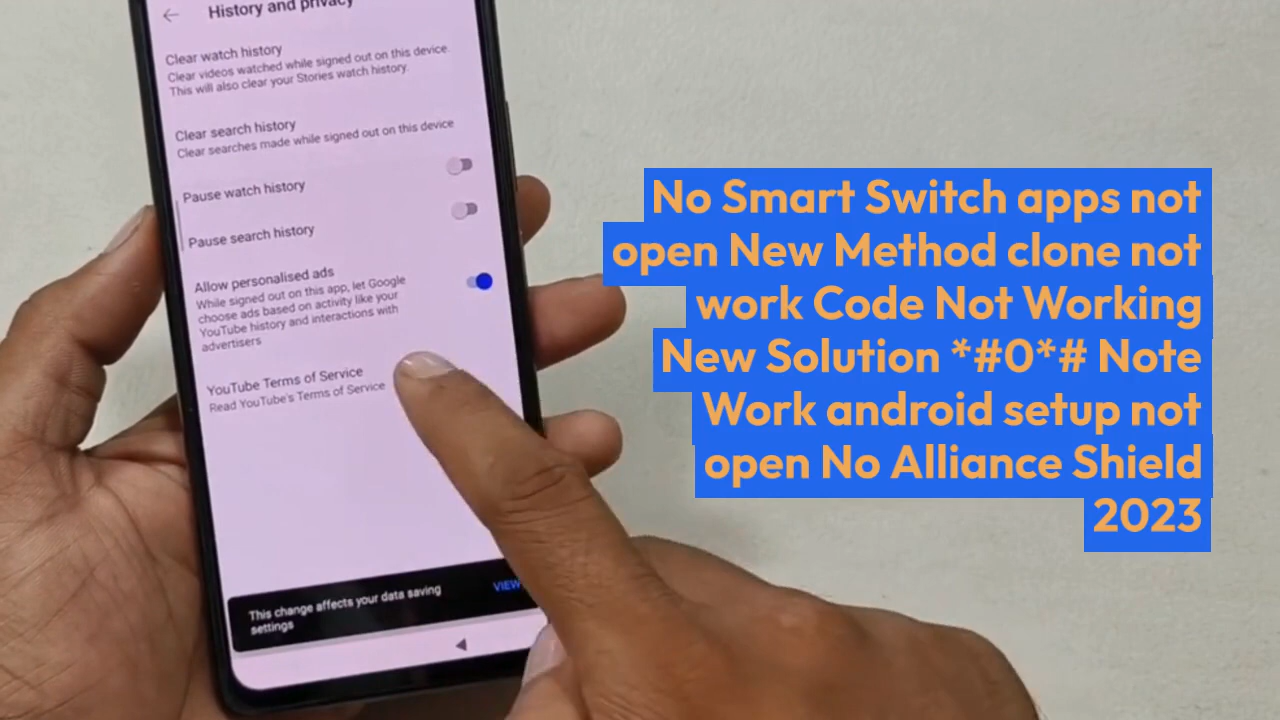 History and privacy
Clear watch history
Clear videos watched while signed out on this device.
This will also clear your Stories watch history.
Clear search history
Clear searches made while signed out on this device
Pause watch history
Pause search history
Allow personalised ads
While signed out on this app, let Google
choose ads based on activity like your
YouTube history and interactions with
advertisers
YouTube Terms of Service
Read YouTube's Terms of Service
This change affects your data saving
settings
VIEW
No Smart Switch apps not
open New Method clone not
work Code Not Working
New Solution *#0*# Note
Work android setup not
open No Alliance Shield
2023